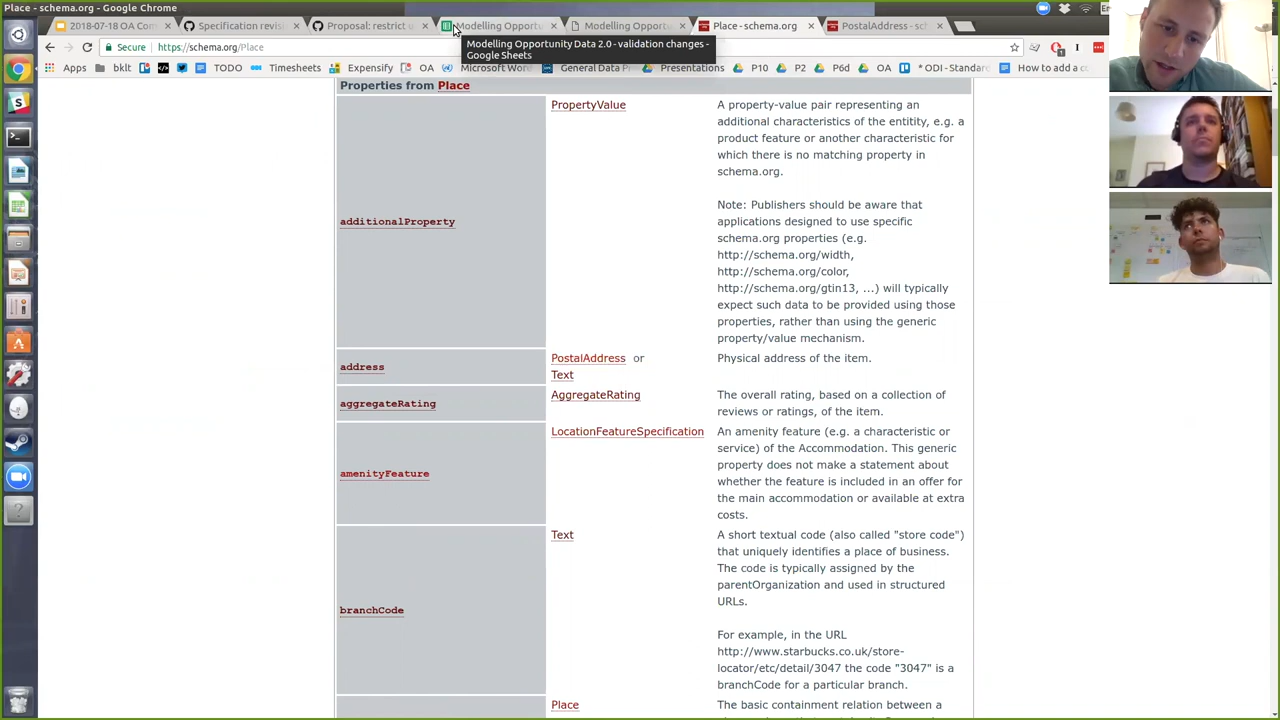 Place - schema.org - Google Chrome
2018-07-18 OA Com
Specification revis
Proposal: restrict u
Modelling Opportu
Modelling Opportu
Place - schema.org
PostalAddress - sc
Secure https://schema.org/Place
Modelling Opportunity Data 2.0 - validation changes -
Google Sheets
Apps bklt TODO Timesheets Expensify OA Microsoft Word General Data Presentations P10 P2 P6d OA * ODI - Standard How to add a c
Properties from Place
PropertyValue
A property-value pair representing an
additional characteristics of the entitity, e.g. a
product feature or another characteristic for
which there is no matching property in
schema.org.
Note: Publishers should be aware that
additionalProperty
applications designed to use specific
schema.org properties (e.g.
http://schema.org/width,
http://schema.org/color,
http://schema.org/gtin13, ...) will typically
expect such data to be provided using those
properties, rather than using the generic
property/value mechanism.
address
PostalAddress or
Text
Physical address of the item.
aggregateRating
AggregateRating
The overall rating, based on a collection of
reviews or ratings, of the item.
amenityFeature
LocationFeatureSpecification
An amenity feature (e.g. a characteristic or
service) of the Accommodation. This generic
property does not make a statement about
whether the feature is included in an offer for
the main accommodation or available at extra
costs.
branchCode
Text
A short textual code (also called "store code")
that uniquely identifies a place of business.
The code is typically assigned by the
parentOrganization and used in structured
URLs.
For example, in the URL
http://www.starbucks.co.uk/store-
locator/etc/detail/3047 the code "3047" is a
branchCode for a particular branch.
Place
The basic containment relation between a